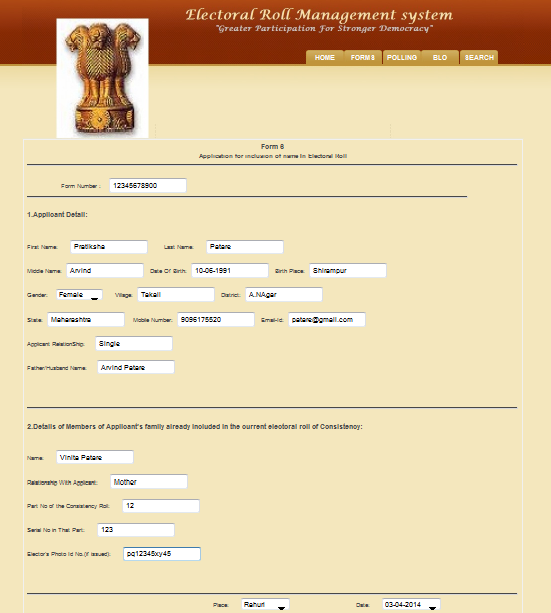 Electoral Roll Management system
"Greater Participation For Stronger Democracy"
HOME FORMS POLLING BLO SEARCH
Form 6
Application for inclusion of name in Electoral Roll
Form Number : 12345678900
1.Applicant Detail:
First Name: Pratiksha Last Name: Patare
Middle Name: Arvind Date Of Birth: 10-06-1991 Birth Place: Shirampur
Gender: Female Village: Takali District: A.NAger
State: Maharashtra Mobile Number: 9096175520 Email-Id: patare@gmail.com
Applicant RelationShip: Single
Father/Husband Name: Arvind Patare
2.Details of Members of Applicant's family already included in the current electoral roll of Consistency:
Name: Vinita Patare
Relationship With Applicant: Mother
Part No of the Consistency Roll: 12
Serial No in That Part: 123
Elector's Photo Id No.(if issued): pq12345xy45
Place: Rahuri Date: 03-04-2014